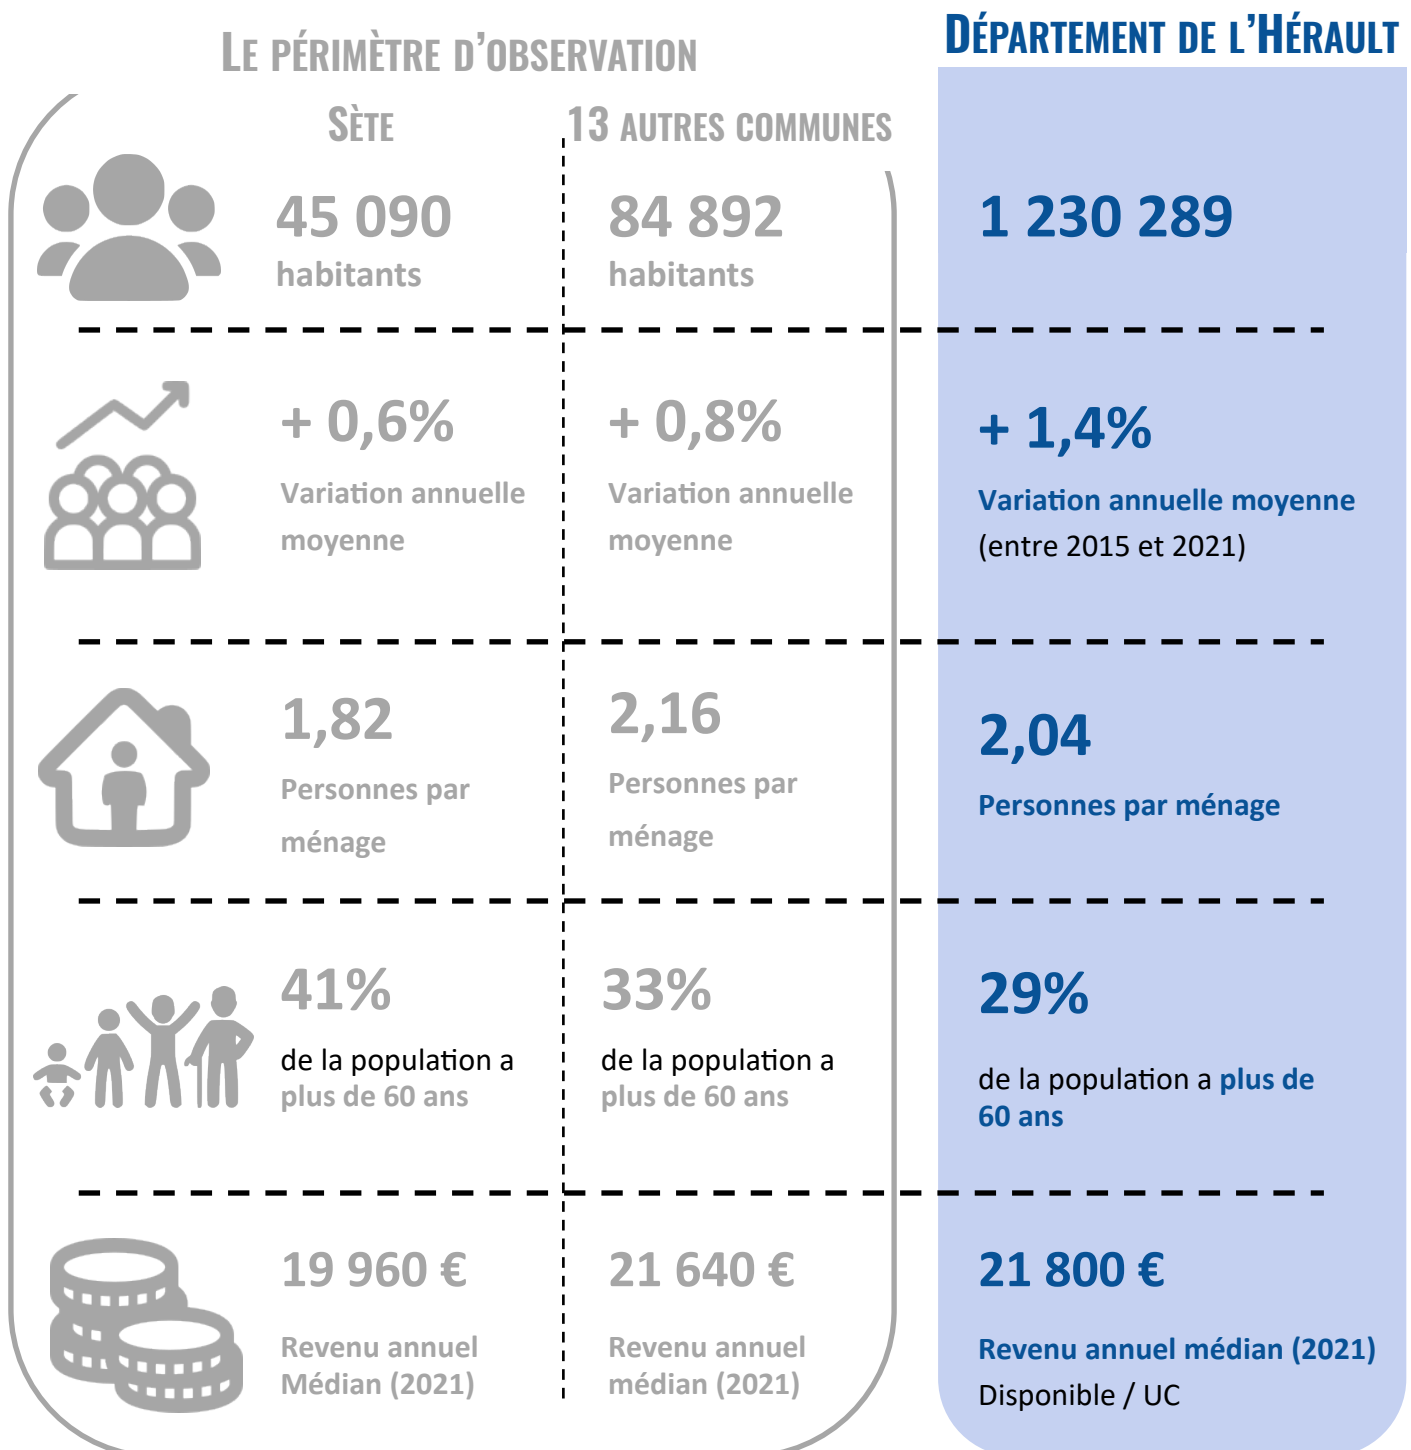 LE PÉRIMÈTRE D'OBSERVATION
DÉPARTEMENT DE L'HÉRAULT
SÈTE
13 AUTRES COMMUNES
45 090
habitants
84 892
habitants
1 230 289
+ 0,6%
Variation annuelle
moyenne
+ 0,8%
Variation annuelle
moyenne
+ 1,4%
Variation annuelle moyenne
(entre 2015 et 2021)
1,82
Personnes par
ménage
2,16
Personnes par
ménage
2,04
Personnes par ménage
41%
de la population a
plus de 60 ans
33%
de la population a
plus de 60 ans
29%
de la population a plus de
60 ans
19 960 €
Revenu annuel
Médian (2021)
21 640 €
Revenu annuel
médian (2021)
21 800 €
Revenu annuel médian (2021)
Disponible / UC